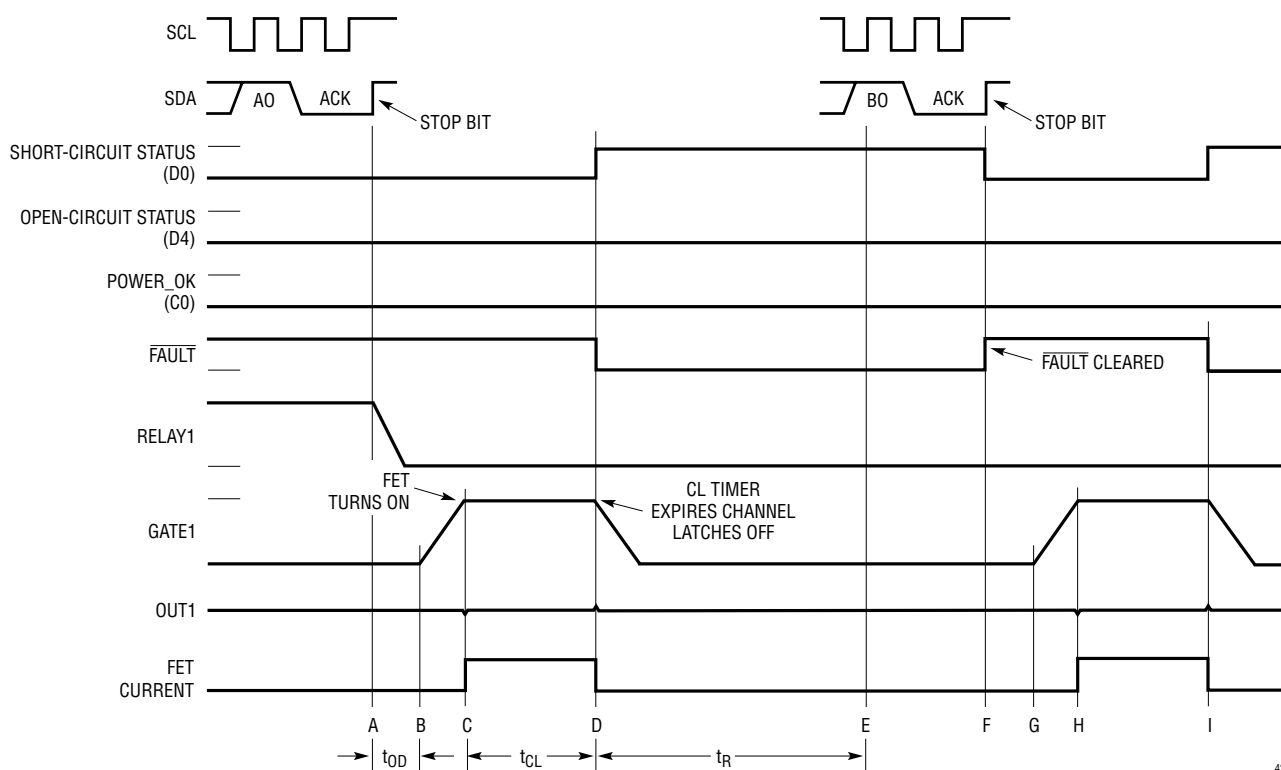 SCL
SDA
AO
ACK
STOP BIT
BO
ACK
STOP BIT
SHORT-CIRCUIT STATUS
(D0)
OPEN-CIRCUIT STATUS
(D4)
POWER_OK
(C0)
FAULT
FAULT CLEARED
RELAY1
FET
TURNS ON
CL TIMER
EXPIRES CHANNEL
LATCHES OFF
GATE1
OUT1
FET
CURRENT
A B C D E F G H I
tOD tCL tR